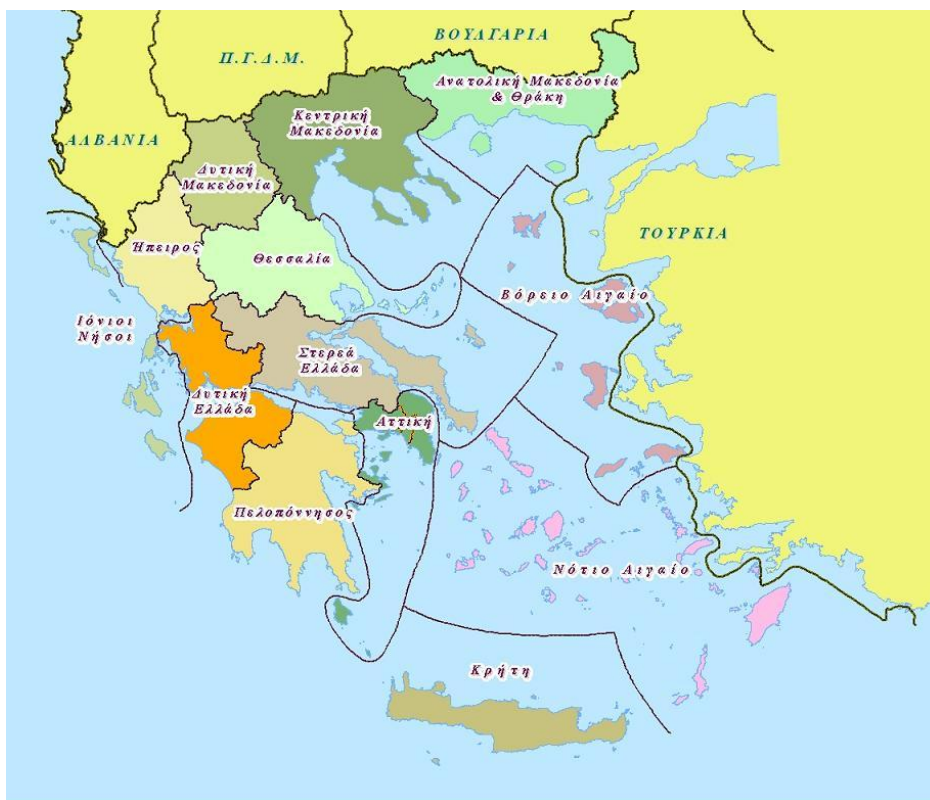 ΒΟΥΛΓΑΡΙΑ
Π.Γ.Δ.Μ.
Ανατολική Μακεδονία
& Θράκη
Κεντρική
Μακεδονία
ΑΛΒΑΝΙΑ
Δυτική
Μακεδονία
ΤΟΥΡΚΙΑ
Ήπειρος
Θεσσαλία
Βόρειο Αιγαίο
Ιόνιοι
Νήσοι
Στερεά
Ελλάδα
Δυτική
Ελλάδα
Αττική
Πελοπόννησος
Νότιο Αιγαίο
Κρήτη